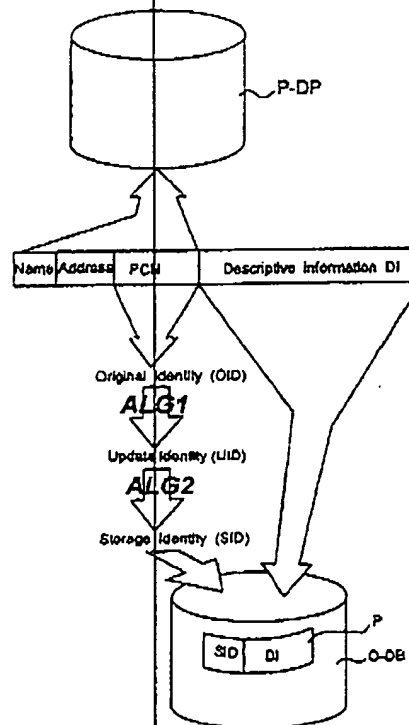 P-DP
Name Address PCN Descriptive Information DI
Original Identity (OID)
ALG1
Update Identity (UID)
ALG2
Storage Identity (SID)
P
SID DI
O-DB